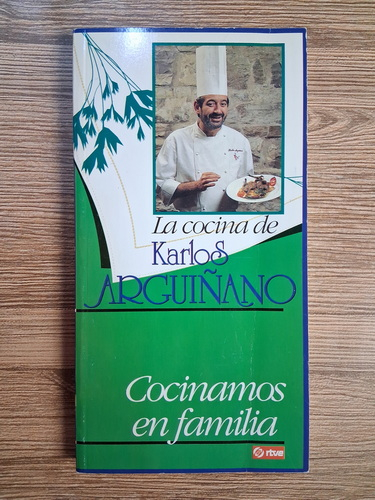 La cocina de
Karlos
ARGUIÑANO
Cocinamos
en familia
rtve